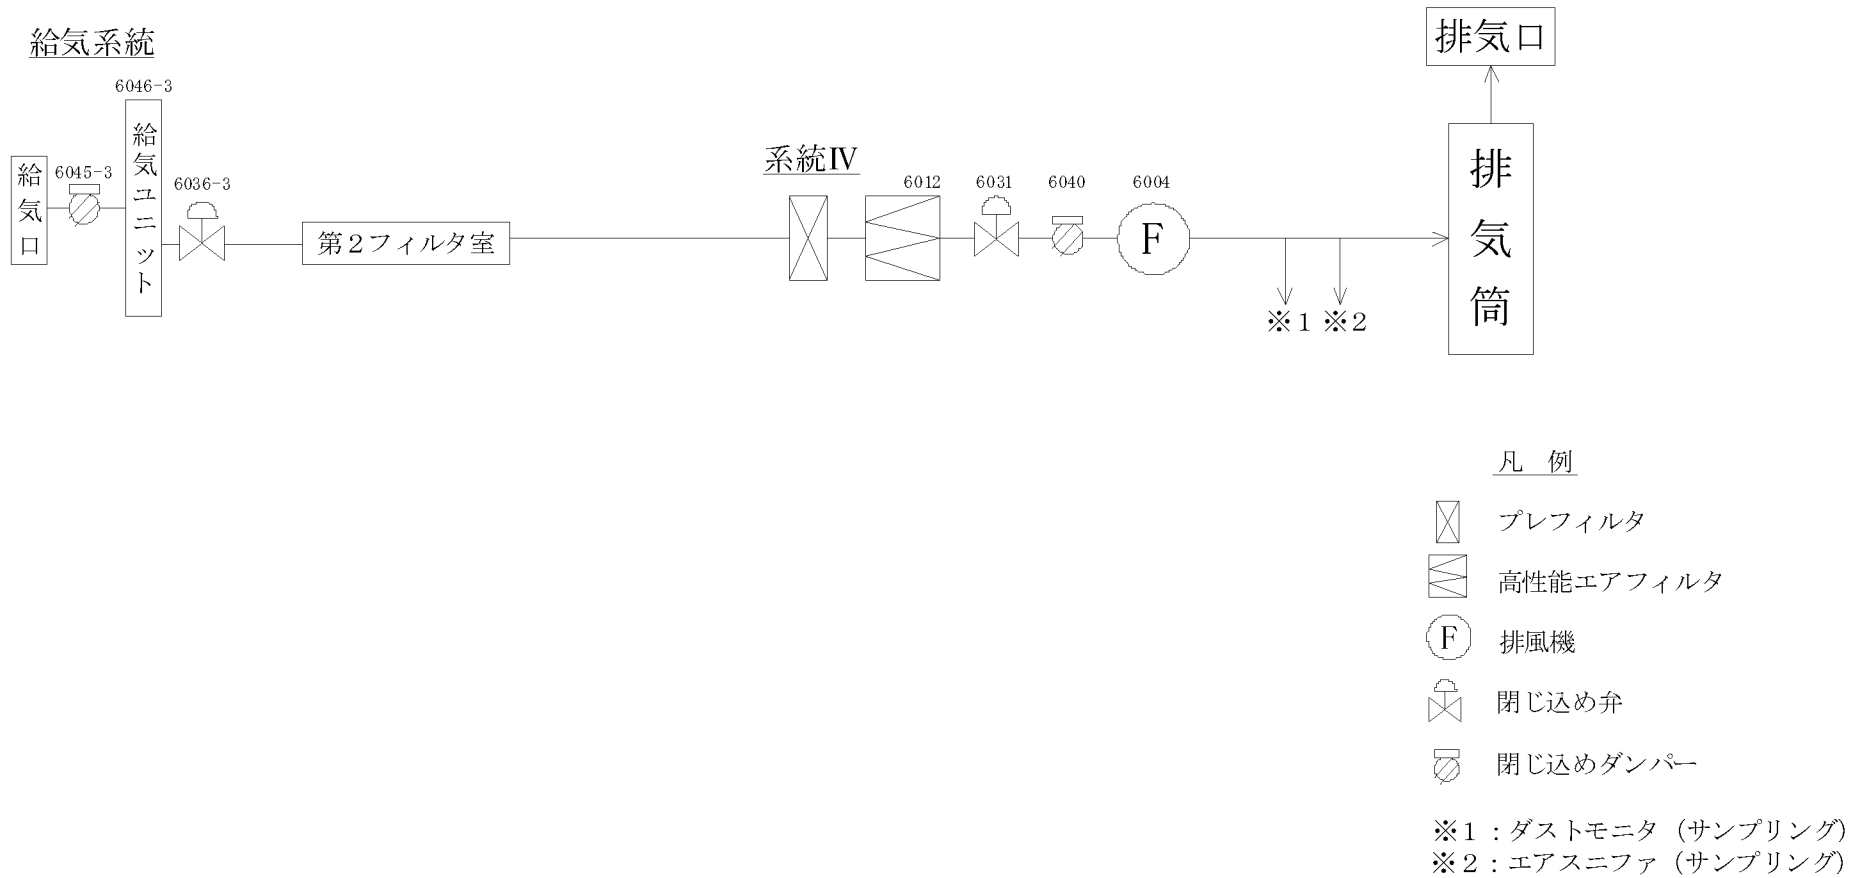 給気系統
6046-3
給気ユニット
給気口
6045-3
6036-3
第２フィルタ室
系統Ⅳ
6012
6031
6040
6004
F
※１
※２
排気筒
排気口
凡　例
プレフィルタ
高性能エアフィルタ
F 排風機
閉じ込め弁
閉じ込めダンパー
※１：ダストモニタ（サンプリング）
※２：エアスニファ（サンプリング）